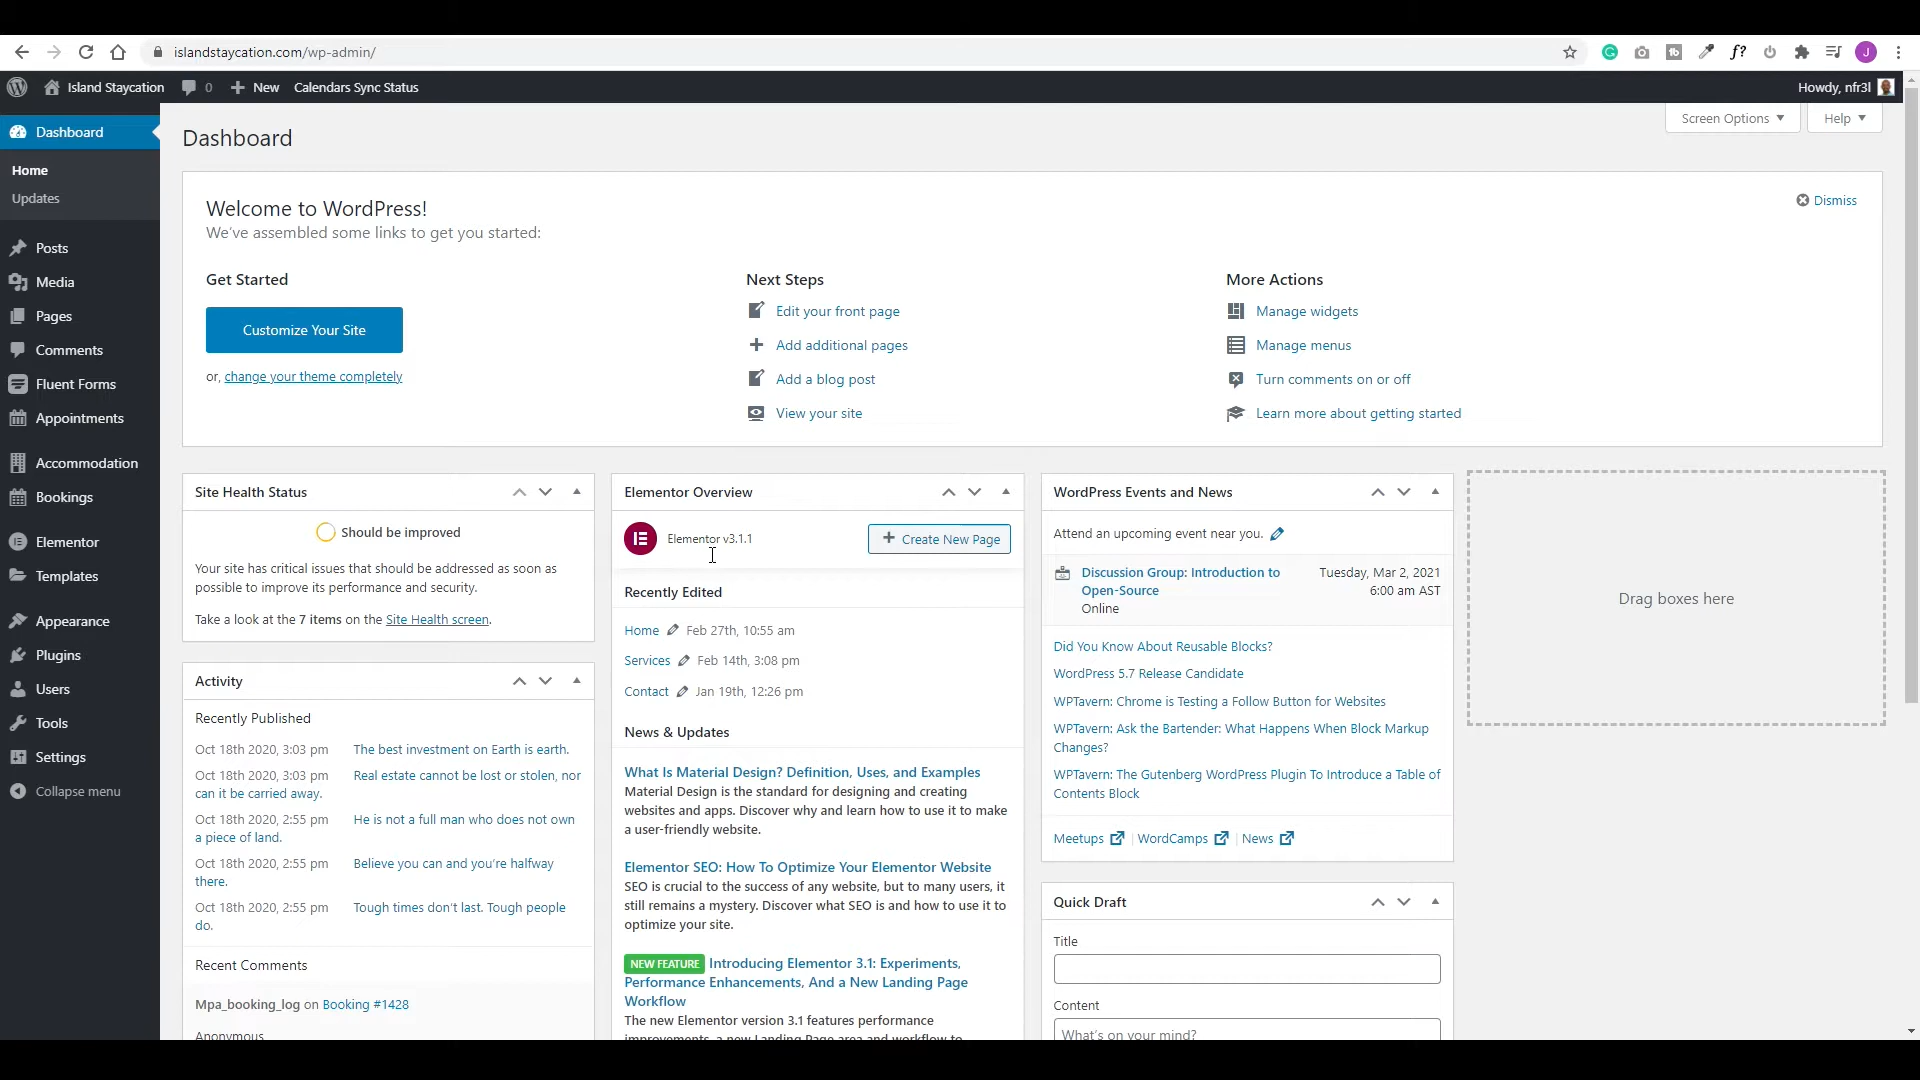 islandstaycation.com/wp-admin/
Island Staycation 0 New Calendars Sync Status
Howdy, nfr3l
Dashboard
Home
Updates
Posts
Media
Pages
Comments
Fluent Forms
Appointments
Accommodation
Bookings
Elementor
Templates
Appearance
Plugins
Users
Tools
Settings
Collapse menu
Dashboard
Screen Options
Help
Welcome to WordPress!
We've assembled some links to get you started:
Dismiss
Get Started
Customize Your Site
or, change your theme completely
Next Steps
Edit your front page
Add additional pages
Add a blog post
View your site
More Actions
Manage widgets
Manage menus
Turn comments on or off
Learn more about getting started
Site Health Status
Should be improved
Your site has critical issues that should be addressed as soon as
possible to improve its performance and security.
Take a look at the 7 items on the Site Health screen.
Activity
Recently Published
Oct 18th 2020, 3:03 pm The best investment on Earth is earth.
Oct 18th 2020, 3:03 pm Real estate cannot be lost or stolen, nor
can it be carried away.
Oct 18th 2020, 2:55 pm He is not a full man who does not own
a piece of land.
Oct 18th 2020, 2:55 pm Believe you can and you're halfway
there.
Oct 18th 2020, 2:55 pm Tough times don't last. Tough people
do.
Recent Comments
Mpa_booking_log on Booking #1428
Anonymous
Elementor Overview
Elementor v3.1.1
Create New Page
Recently Edited
Home Feb 27th, 10:55 am
Services Feb 14th, 3:08 pm
Contact Jan 19th, 12:26 pm
News & Updates
What Is Material Design? Definition, Uses, and Examples
Material Design is the standard for designing and creating
websites and apps. Discover why and learn how to use it to make
a user-friendly website.
Elementor SEO: How To Optimize Your Elementor Website
SEO is crucial to the success of any website, but to many users, it
still remains a mystery. Discover what SEO is and how to use it to
optimize your site.
NEW FEATURE Introducing Elementor 3.1: Experiments,
Performance Enhancements, And a New Landing Page
Workflow
The new Elementor version 3.1 features performance
improvements, a new Landing Page area and workflow to
WordPress Events and News
Attend an upcoming event near you.
Discussion Group: Introduction to
Open-Source
Online
Tuesday, Mar 2, 2021
6:00 am AST
Did You Know About Reusable Blocks?
WordPress 5.7 Release Candidate
WPTavern: Chrome is Testing a Follow Button for Websites
WPTavern: Ask the Bartender: What Happens When Block Markup
Changes?
WPTavern: The Gutenberg WordPress Plugin To Introduce a Table of
Contents Block
Meetups | WordCamps | News
Quick Draft
Title
Content
What's on your mind?
Drag boxes here